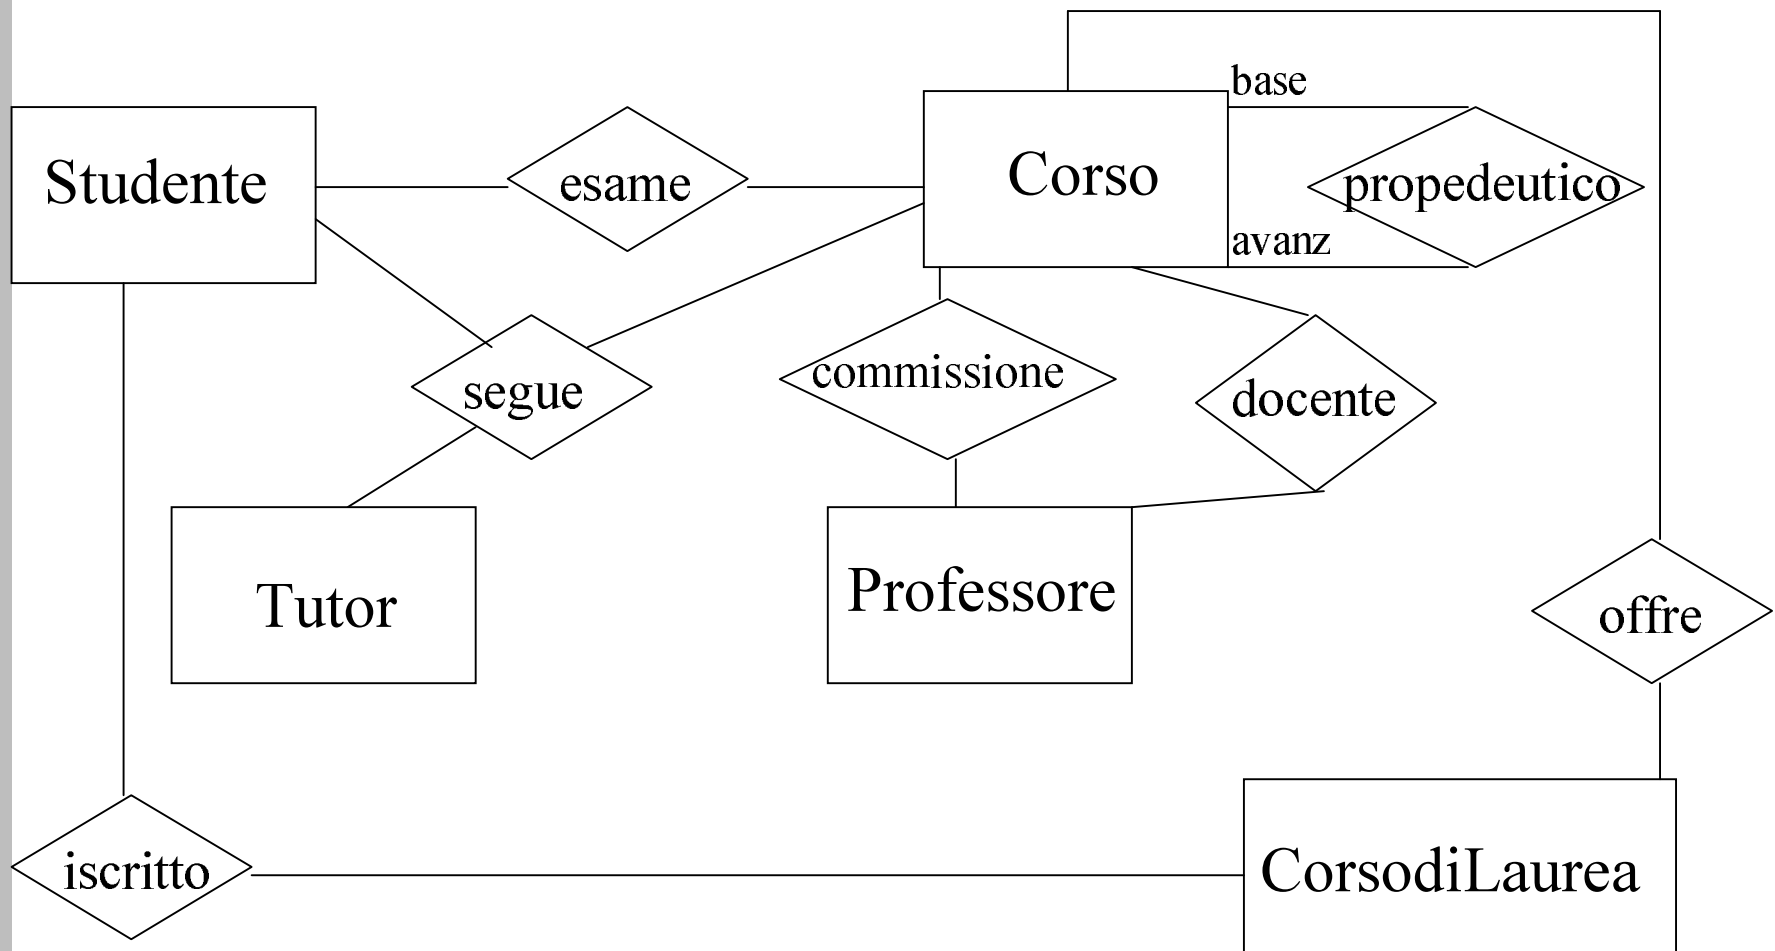 base
Studente
esame
Corso
propedeutico
avanz
segue
commissione
docente
Tutor
Professore
offre
iscritto
CorsodiLaurea